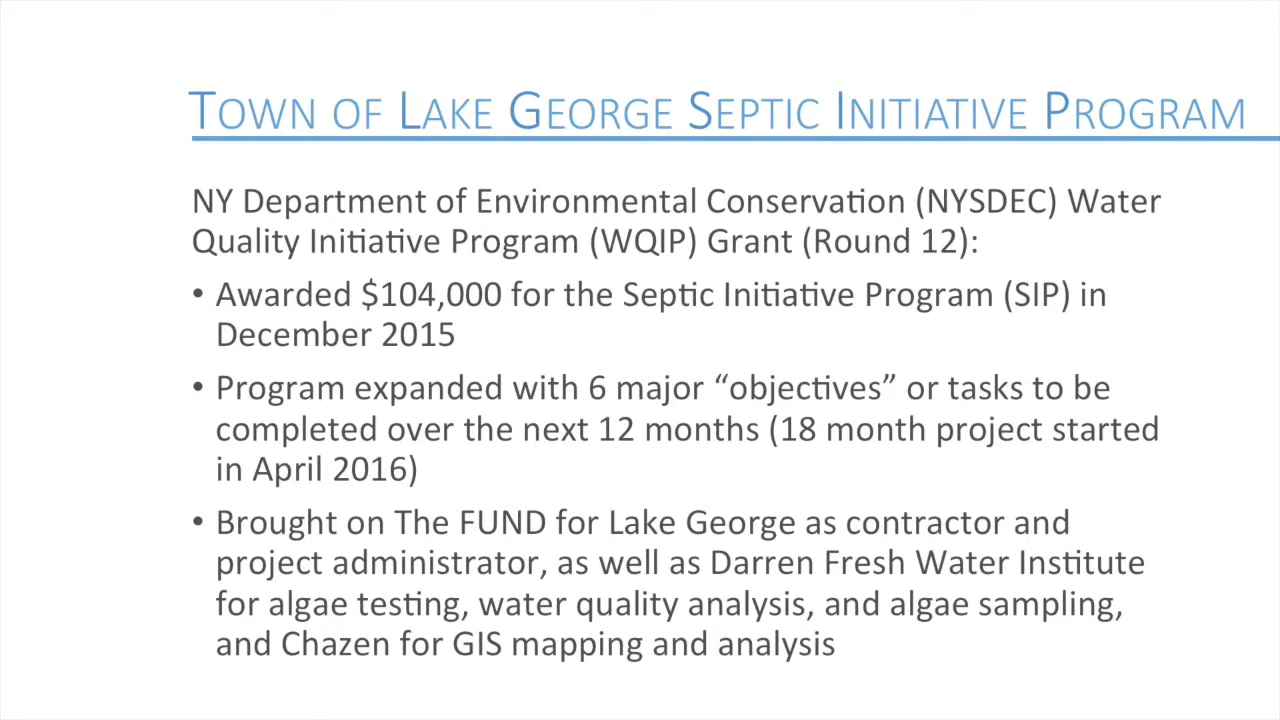 TOWN OF LAKE GEORGE SEPTIC INITIATIVE PROGRAM
NY Department of Environmental Conservation (NYSDEC) Water
Quality Initiative Program (WQIP) Grant (Round 12):
• Awarded $104,000 for the Septic Initiative Program (SIP) in
December 2015
• Program expanded with 6 major “objectives” or tasks to be
completed over the next 12 months (18 month project started
in April 2016)
• Brought on The FUND for Lake George as contractor and
project administrator, as well as Darren Fresh Water Institute
for algae testing, water quality analysis, and algae sampling,
and Chazen for GIS mapping and analysis